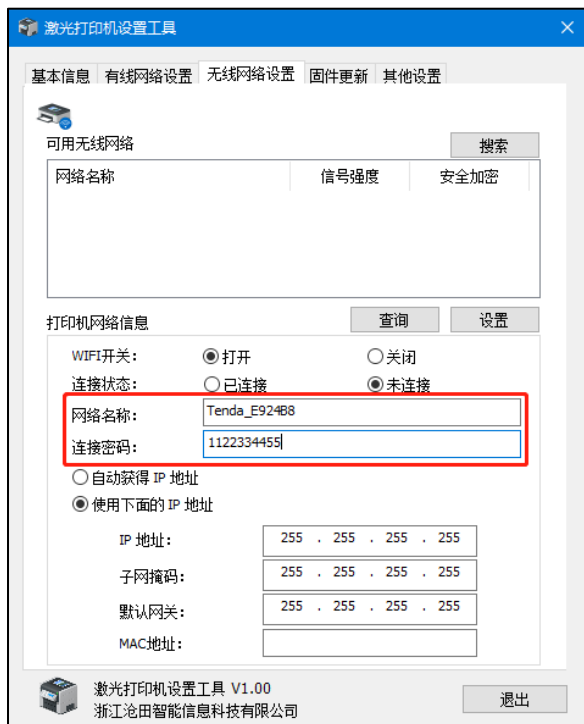 激光打印机设置工具
基本信息 有线网络设置 无线网络设置 固件更新 其他设置
可用无线网络 搜索
网络名称 信号强度 安全加密
打印机网络信息 查询 设置
WIFI开关: 打开 关闭
连接状态: 已连接 未连接
网络名称: Tenda_E924B8
连接密码: 1122334455
自动获得 IP 地址
使用下面的 IP 地址
IP 地址: 255 . 255 . 255 . 255
子网掩码: 255 . 255 . 255 . 255
默认网关: 255 . 255 . 255 . 255
MAC地址:
激光打印机设置工具 V1.00
浙江沧田智能信息科技有限公司
退出